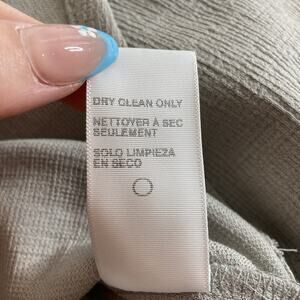 DRY CLEAN ONLY
NETTOYER À SEC
SEULEMENT
SOLO LIMPIEZA
EN SECO